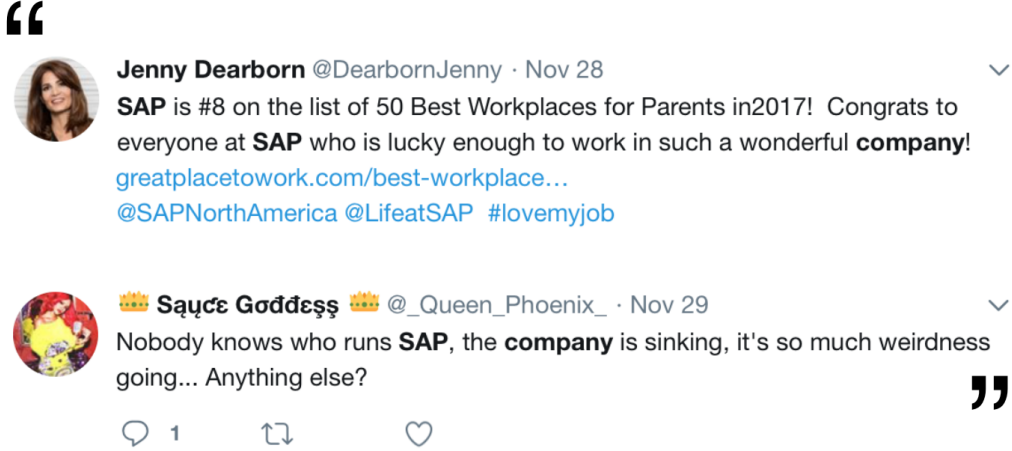 “
Jenny Dearborn @DearbornJenny · Nov 28
SAP is #8 on the list of 50 Best Workplaces for Parents in2017!  Congrats to
everyone at SAP who is lucky enough to work in such a wonderful company!
greatplacetowork.com/best-workplace…
@SAPNorthAmerica @LifeatSAP  #lovemyjob
👑 Sąųƈɛ Gσđđɛşş 👑 @_Queen_Phoenix_ · Nov 29
Nobody knows who runs SAP, the company is sinking, it's so much weirdness
going... Anything else?
”
1